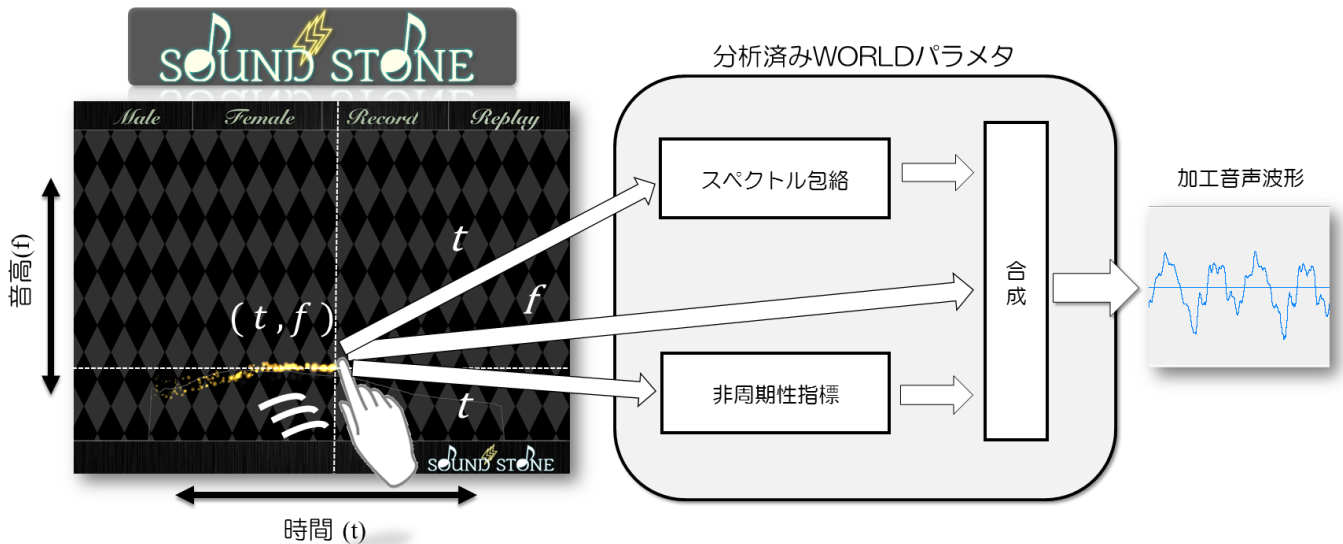 SOUND STONE
分析済みWORLDパラメタ
Male Female Record Replay
スペクトル包絡
加工音声波形
音高(f)
t
f
合成
(t,f)
非周期性指標
t
SOUND STONE
時間 (t)